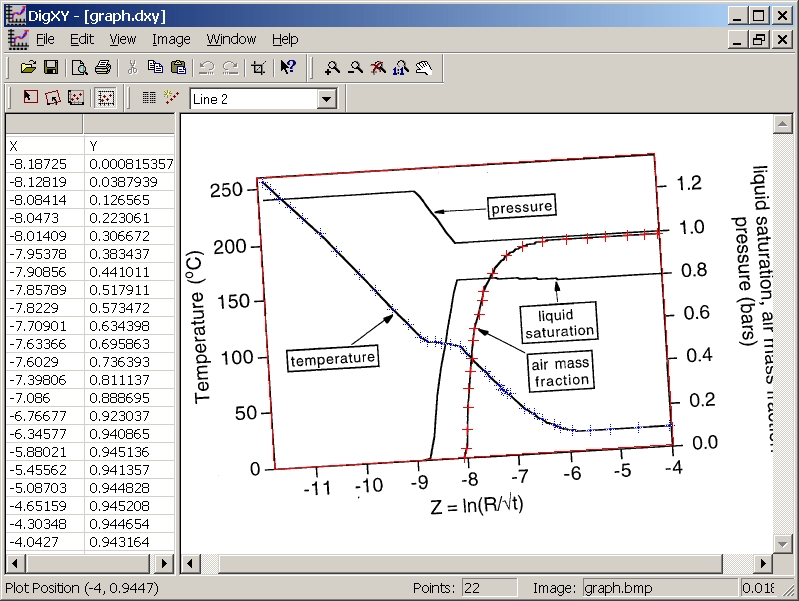 DigXY - [graph.dxy]
File Edit View Image Window Help
Line 2
X Y
-8.18725 0.000815357
-8.12819 0.0387939
-8.08414 0.126565
-8.0473 0.223061
-8.01409 0.306672
-7.95378 0.383437
-7.90856 0.441011
-7.85789 0.517911
-7.8229 0.573472
-7.70901 0.634398
-7.63366 0.695863
-7.6029 0.736393
-7.39806 0.811137
-7.086 0.888695
-6.76677 0.923037
-6.34577 0.940865
-5.88021 0.945136
-5.45562 0.941357
-5.08703 0.944828
-4.65159 0.945208
-4.30348 0.944654
-4.0427 0.943164
Temperature (°C)
250
200
150
100
50
0
pressure
temperature
liquid
saturation
air mass
fraction
1.2
1.0
0.8
0.6
0.4
0.2
0.0
liquid saturation, air mass fraction
pressure (bars)
-11 -10 -9 -8 -7 -6 -5 -4
Z = ln(R/√t)
Plot Position (-4, 0.9447) Points: 22 Image: graph.bmp 0.018